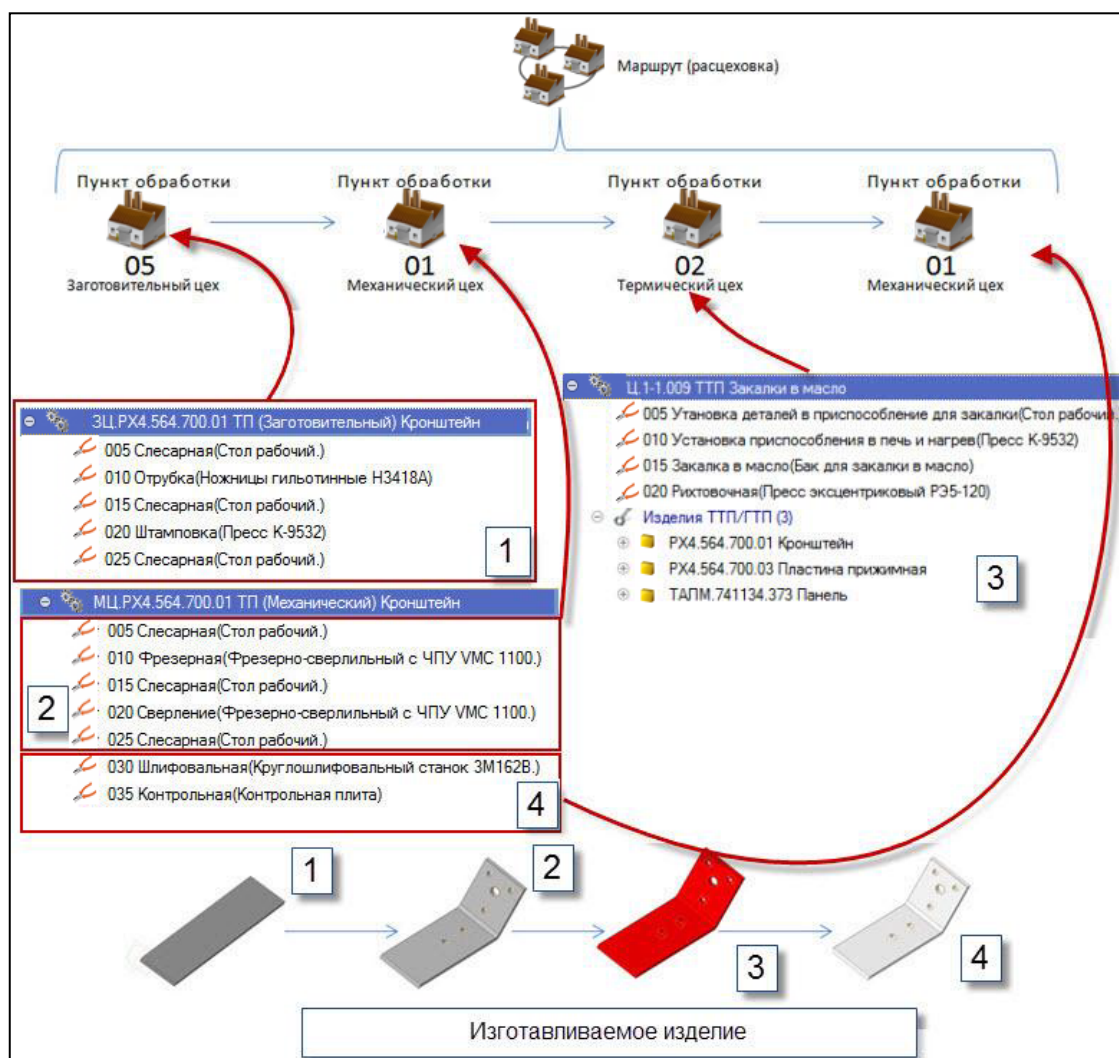 Маршрут (расцеховка)
Пункт обработки
Пункт обработки
Пункт обработки
Пункт обработки
05
01
02
01
Заготовительный цех
Механический цех
Термический цех
Механический цех
ЗЦ.РХ4.564.700.01 ТП (Заготовительный) Кронштейн
005 Слесарная(Стол рабочий.)
010 Отрубка(Ножницы гильотинные Н3418А)
015 Слесарная(Стол рабочий.)
020 Штамповка(Пресс К-9532)
025 Слесарная(Стол рабочий.)
1
МЦ.РХ4.564.700.01 ТП (Механический) Кронштейн
005 Слесарная(Стол рабочий.)
010 Фрезерная(Фрезерно-сверлильный с ЧПУ VMC 1100.)
015 Слесарная(Стол рабочий.)
2
020 Сверление(Фрезерно-сверлильный с ЧПУ VMC 1100.)
025 Слесарная(Стол рабочий.)
030 Шлифовальная(Круглошлифовальный станок 3М162В.)
035 Контрольная(Контрольная плита)
4
Ц.1-1.009 ТТП Закалки в масло
005 Утановка деталей в приспособление для закалки(Стол рабочий.
010 Установка приспособления в печь и нагрев(Пресс К-9532)
015 Закалка в масло(Бак для закалки в масло)
020 Рихтовочная(Пресс эксцентриковый РЭ5-120)
Изделия ТТП/ГТП (3)
РХ4.564.700.01 Кронштейн
РХ4.564.700.03 Пластина прижимная
ТАПМ.741134.373 Панель
3
1
2
3
4
Изготавливаемое изделие